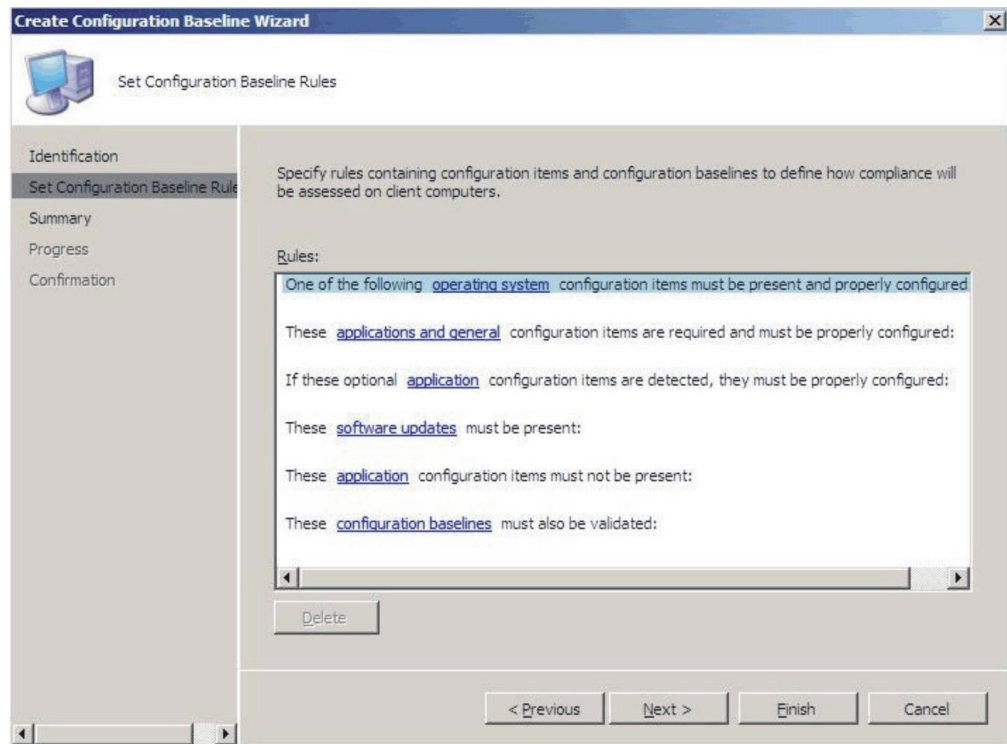 Create Configuration Baseline Wizard
Set Configuration Baseline Rules
Identification
Set Configuration Baseline Rule
Summary
Progress
Confirmation
Specify rules containing configuration items and configuration baselines to define how compliance will
be assessed on client computers.
Rules:
One of the following operating system configuration items must be present and properly configured
These applications and general configuration items are required and must be properly configured:
If these optional application configuration items are detected, they must be properly configured:
These software updates must be present:
These application configuration items must not be present:
These configuration baselines must also be validated:
Delete
< Previous
Next >
Finish
Cancel